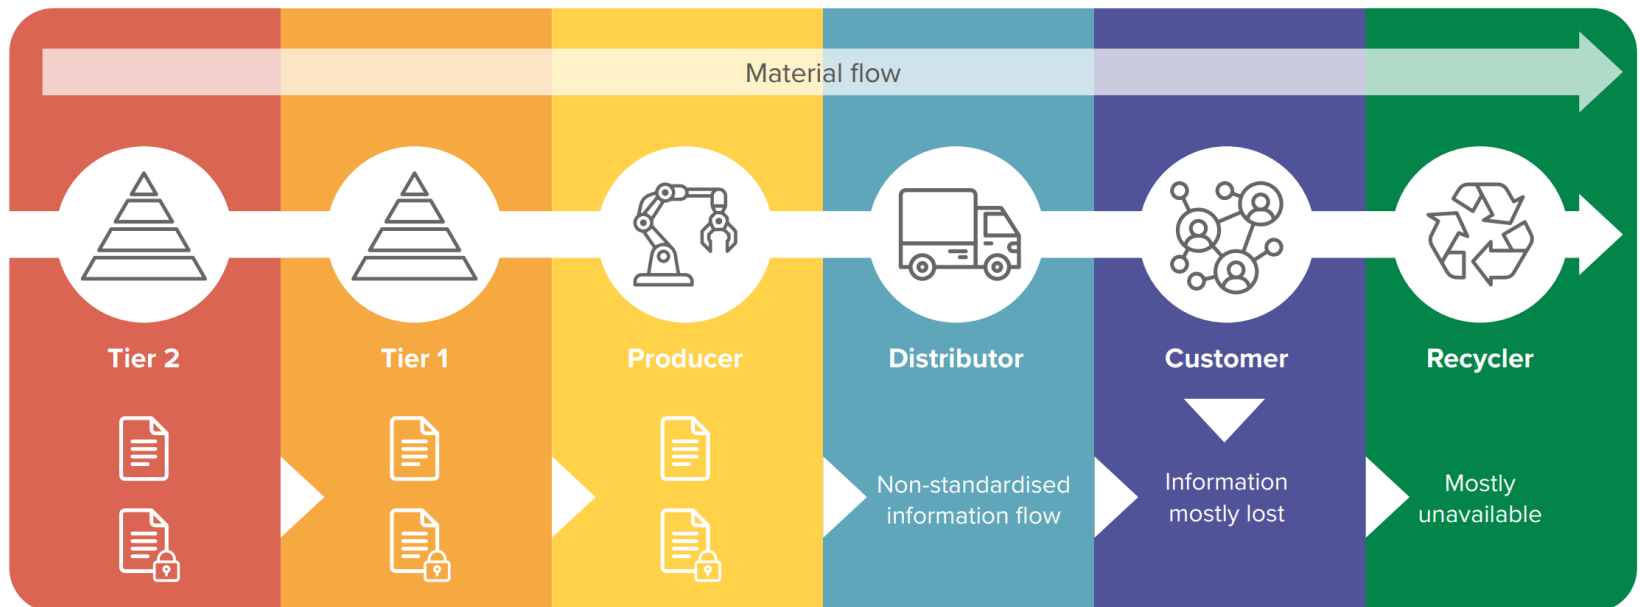 Material flow
Tier 2
Tier 1
Producer
Distributor
Customer
Recycler
Non-standardised
information flow
Information
mostly lost
Mostly
unavailable